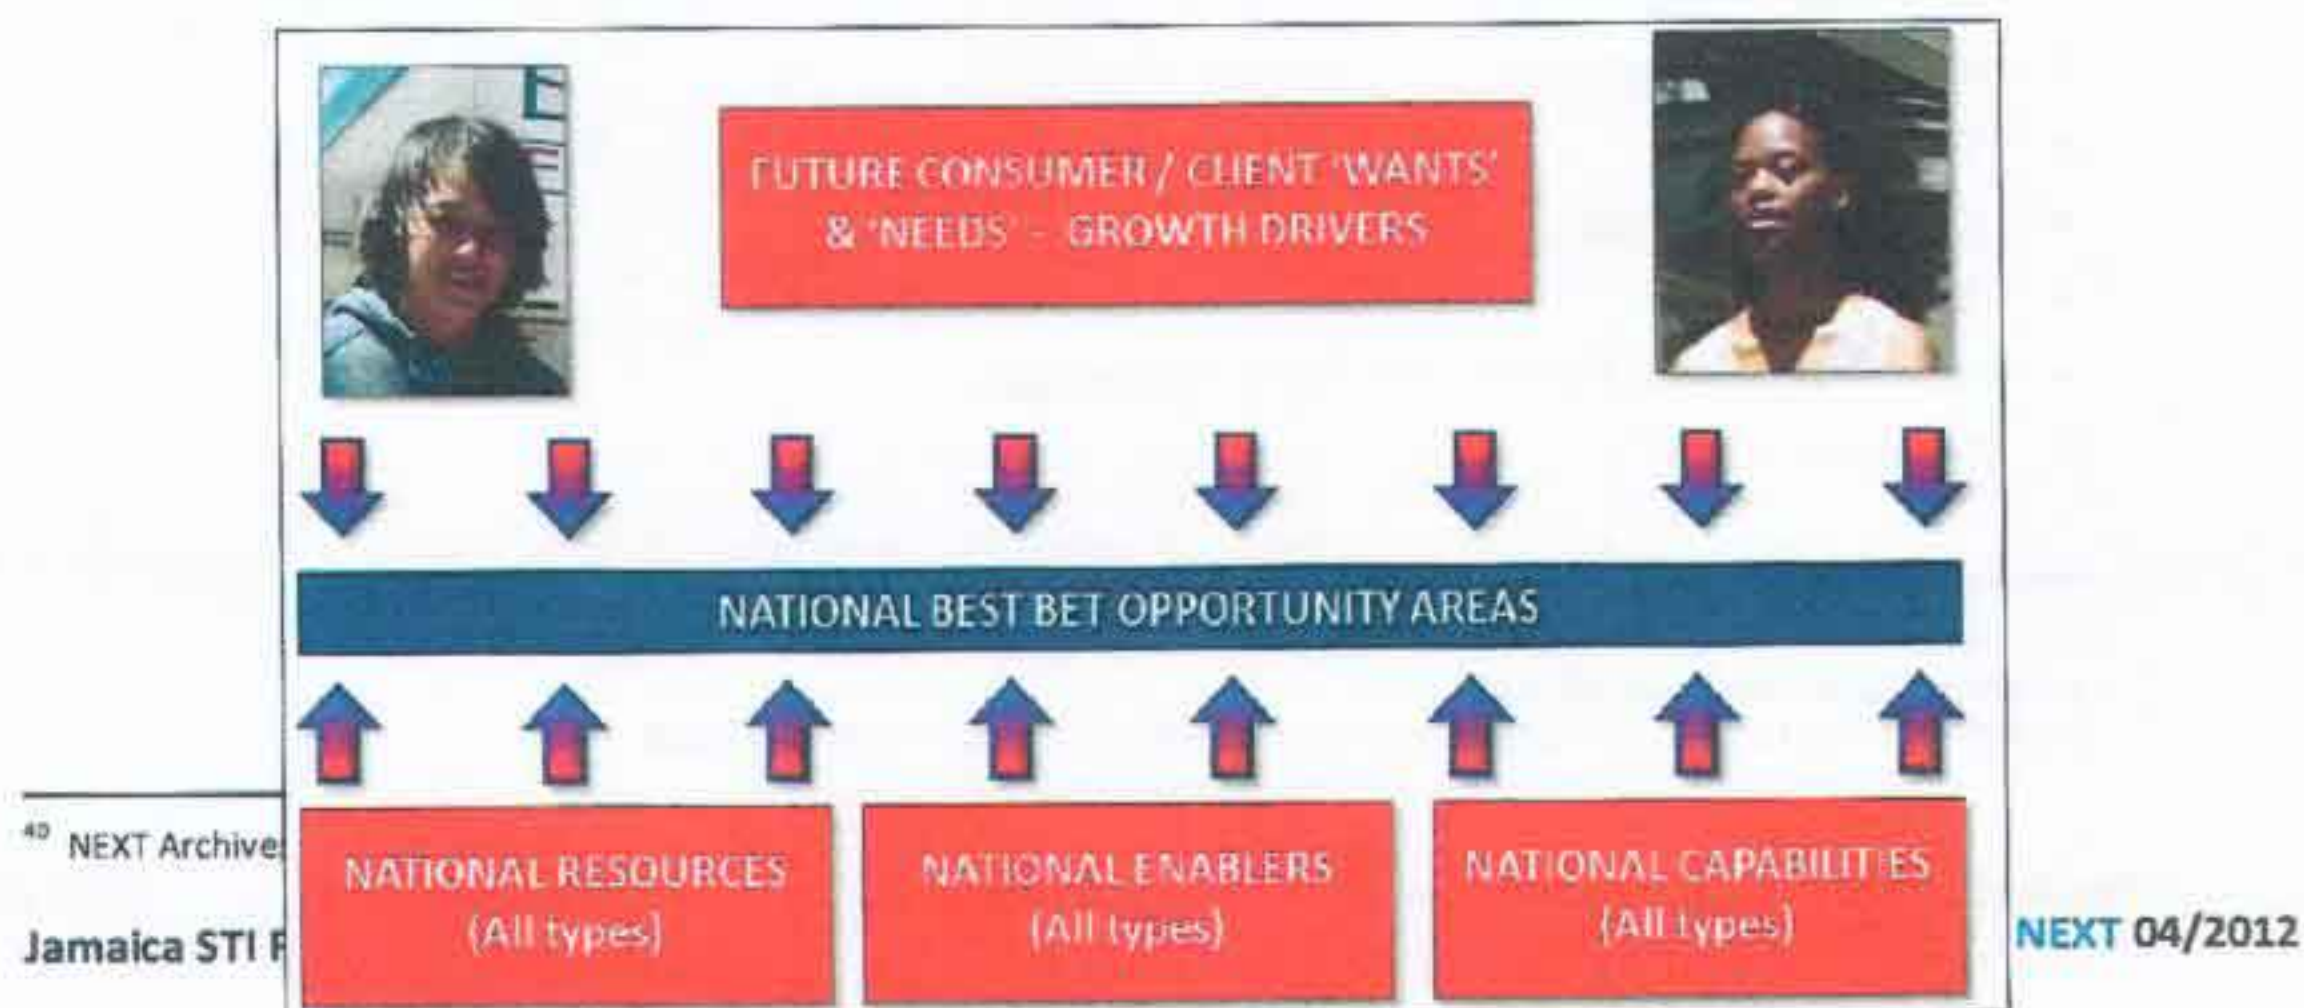 FUTURE CONSUMER / CLIENT 'WANTS'
& 'NEEDS' - GROWTH DRIVERS
NATIONAL BEST BET OPPORTUNITY AREAS
NATIONAL RESOURCES
(All types)
NATIONAL ENABLERS
(All types)
NATIONAL CAPABILITIES
(All types)
40 NEXT Archive
Jamaica STI F
NEXT 04/2012